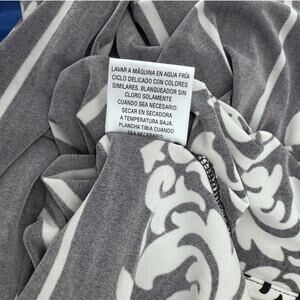 LAVAR A MÁQUINA EN AGUA FRÍA
CICLO DELICADO CON COLORES
SIMILARES. BLANQUEADOR SIN
CLORO SOLAMENTE
CUANDO SEA NECESARIO.
SECAR EN SECADORA
A TEMPERATURA BAJA.
PLANCHA TIBIA CUANDO
SEA NECESARIO.